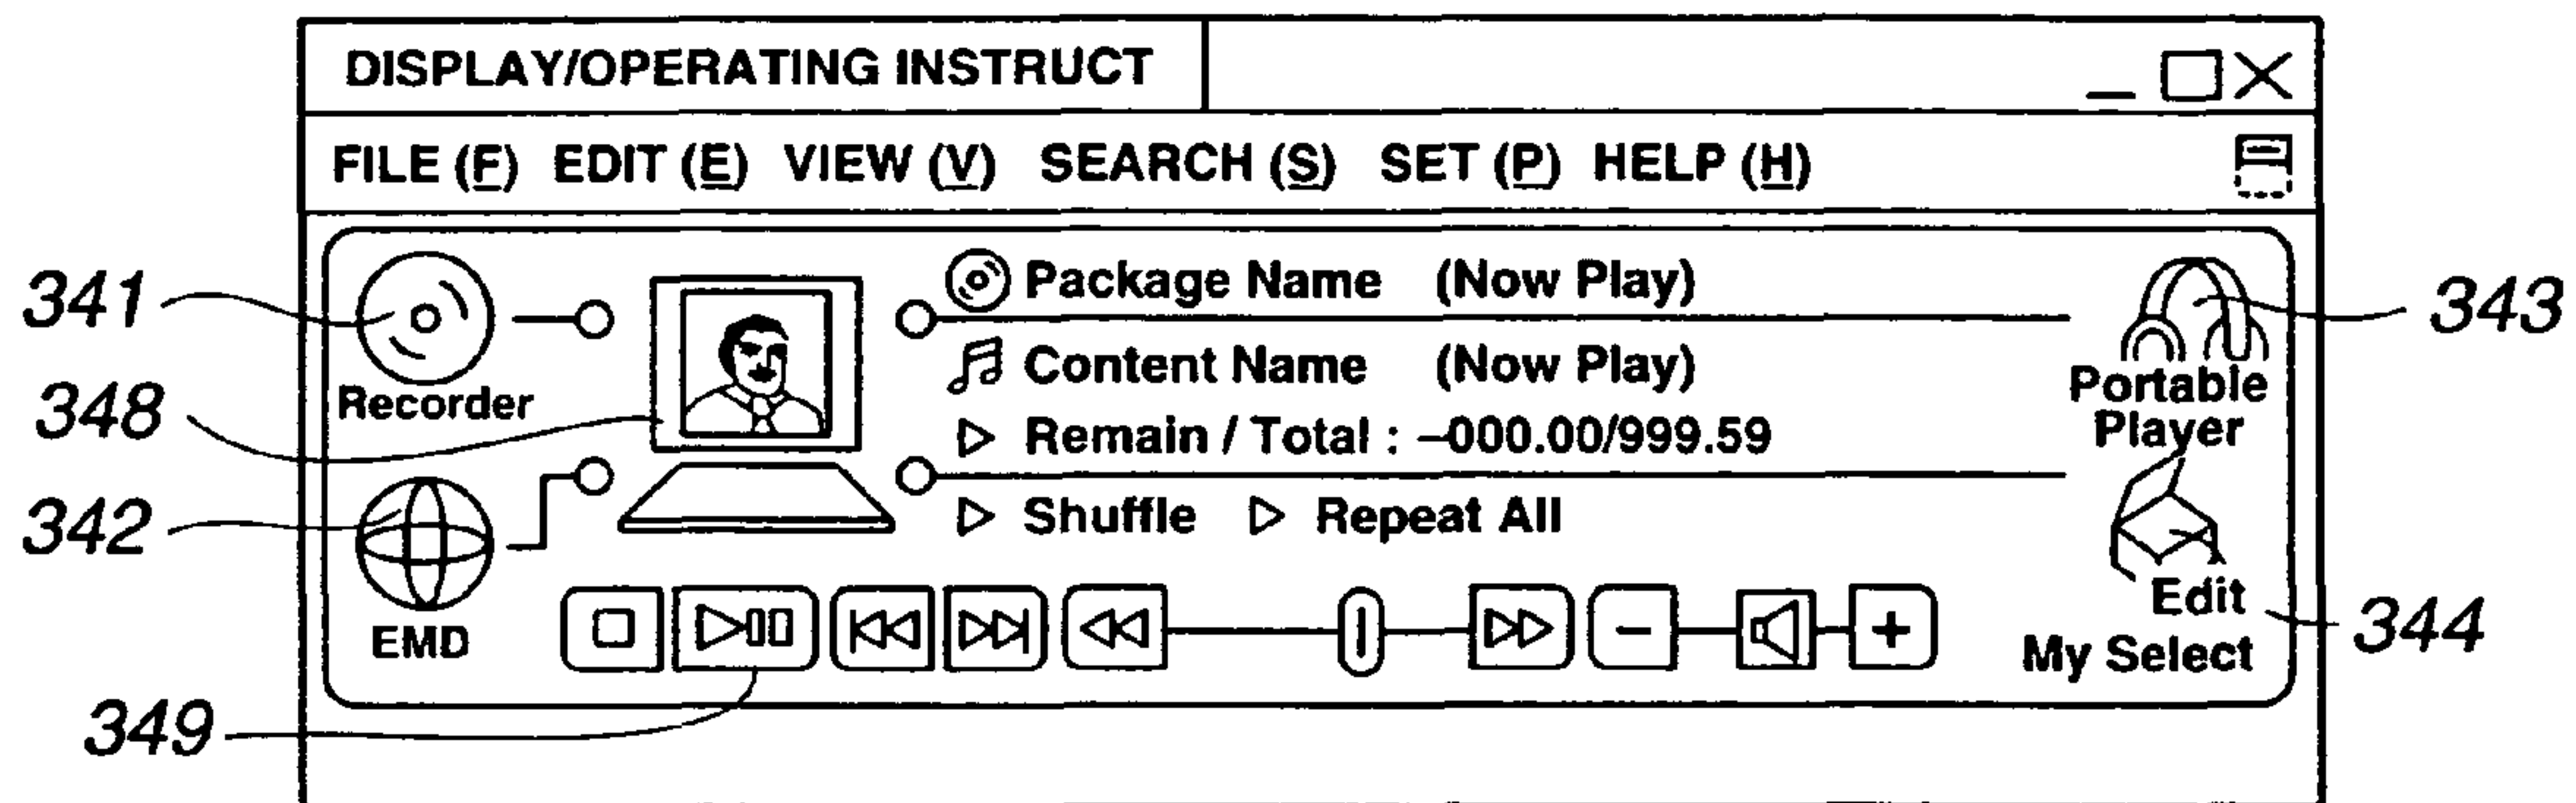 DISPLAY/OPERATING INSTRUCT
FILE (F) EDIT (E) VIEW (V) SEARCH (S) SET (P) HELP (H)
341
348
342
349
Recorder
EMD
Package Name (Now Play)
Content Name (Now Play)
Remain / Total : –000.00/999.59
Shuffle Repeat All
Portable
Player
Edit
My Select
343
344